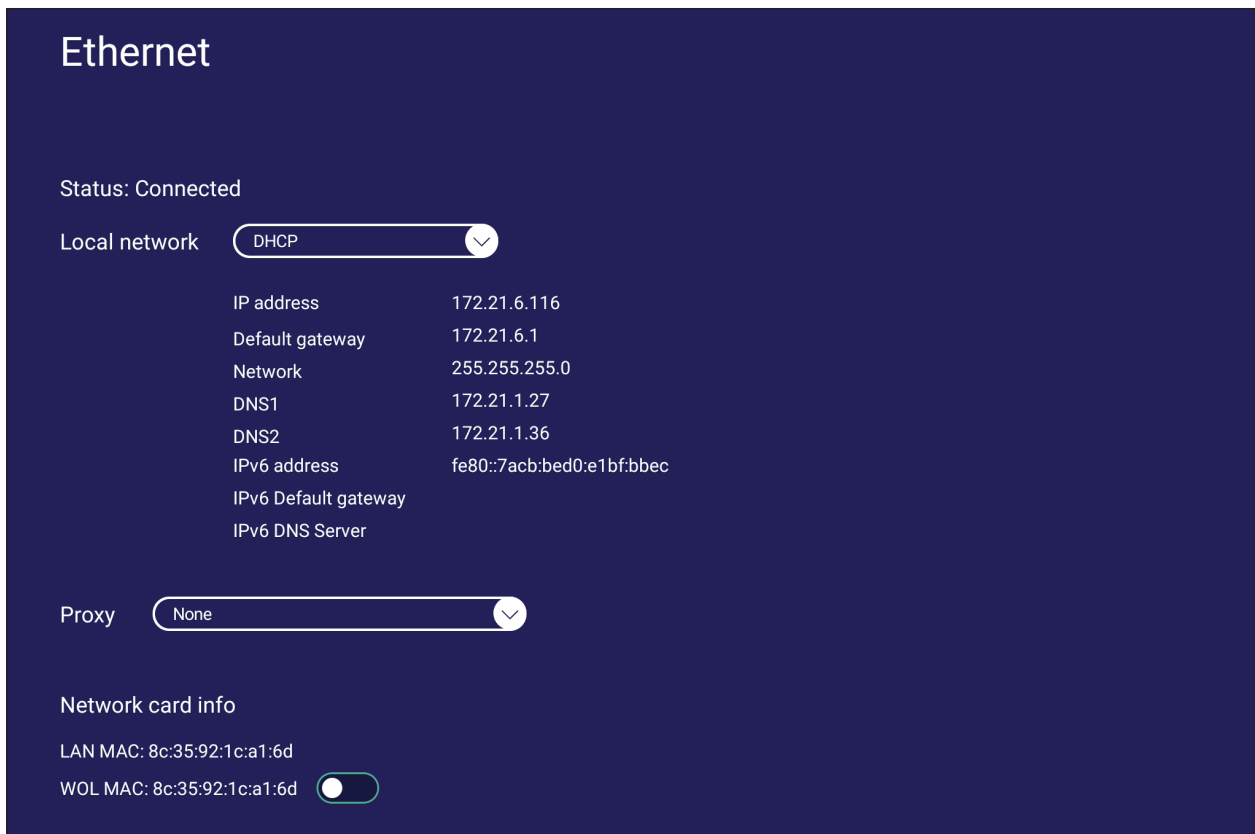 Ethernet
Status: Connected
Local network DHCP
IP address 172.21.6.116
Default gateway 172.21.6.1
Network 255.255.255.0
DNS1 172.21.1.27
DNS2 172.21.1.36
IPv6 address fe80::7acb:bed0:e1bf:bbec
IPv6 Default gateway
IPv6 DNS Server
Proxy None
Network card info
LAN MAC: 8c:35:92:1c:a1:6d
WOL MAC: 8c:35:92:1c:a1:6d